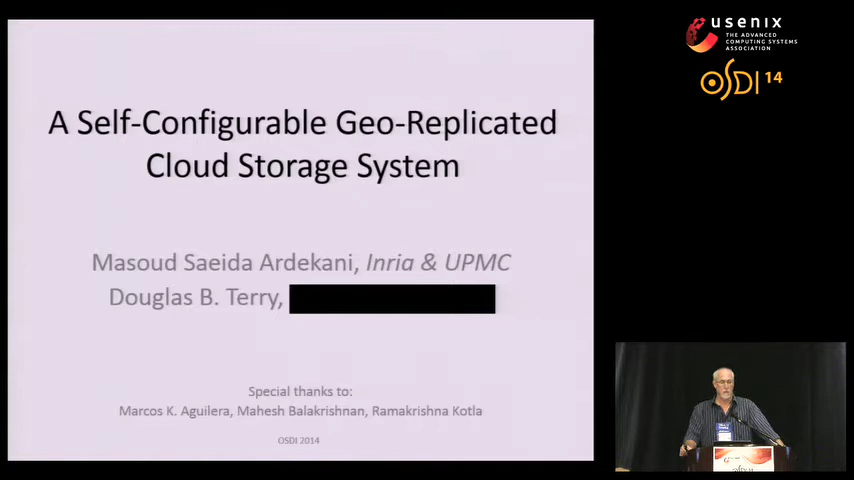 A Self-Configurable Geo-Replicated
Cloud Storage System
Masoud Saeida Ardekani, Inria & UPMC
Douglas B. Terry,
Special thanks to:
Marcos K. Aguilera, Mahesh Balakrishnan, Ramakrishna Kotla
OSDI 2014
usenix
THE ADVANCED
COMPUTING SYSTEMS
ASSOCIATION
OSDI 14